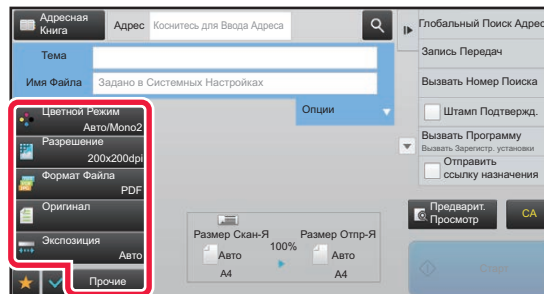 Адресная
Книга
Адрес
Коснитесь для Ввода Адреса
Тема
Имя Файла
Задано в Системных Настройках
Опции
Цветной Режим
Авто/Mono2
Разрешение
200x200dpi
Формат Файла
PDF
Оригинал
Экспозиция
Авто
Прочие
Размер Скан-Я
Авто
A4
100%
Размер Отпр-Я
Авто
A4
Глобальный Поиск Адрес
Запись Передач
Вызвать Номер Поиска
Штамп Подтвержд.
Вызвать Программу
Вызвать Зарегистр. установки
Отправить
ссылку назначения
Предварит.
Просмотр
CA
Старт